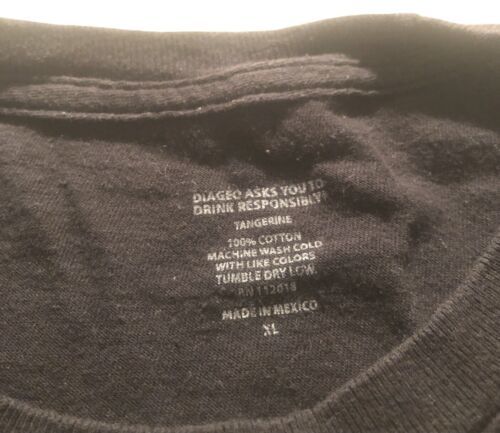 DIAGEO ASKS YOU TO
DRINK RESPONSIBLY
TANGERINE
100% COTTON
MACHINE WASH COLD
WITH LIKE COLORS
TUMBLE DRY LOW
RN 112018
MADE IN MEXICO
XL